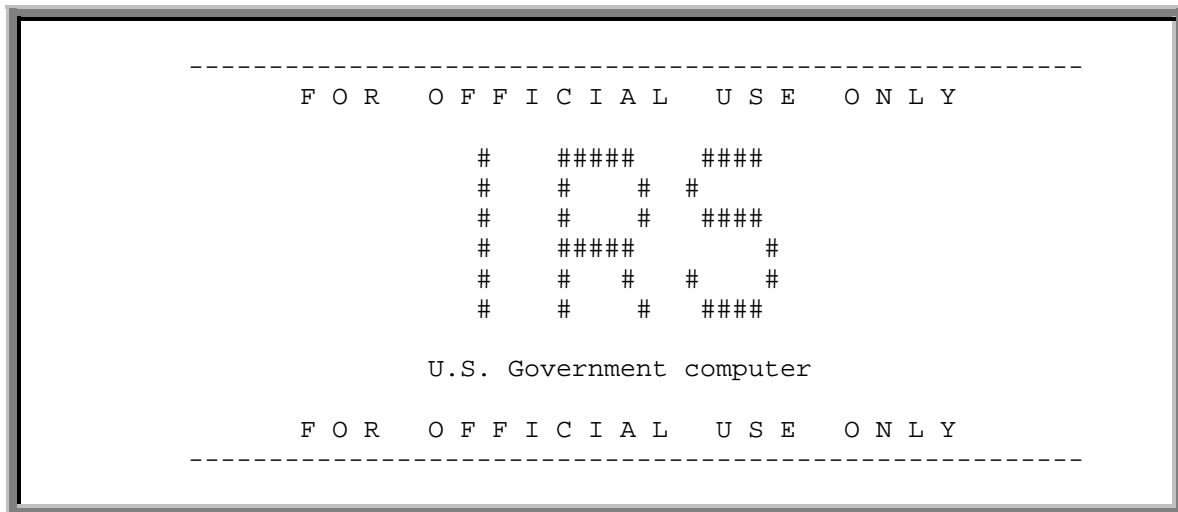 --------------------------------------------------------
F O R   O F F I C I A L   U S E   O N L Y
#    #####    ####
#    #    #  #
#    #    #   ####
#    #####        #
#    #   #   #    #
#    #    #   ####
U.S. Government computer
F O R   O F F I C I A L   U S E   O N L Y
--------------------------------------------------------